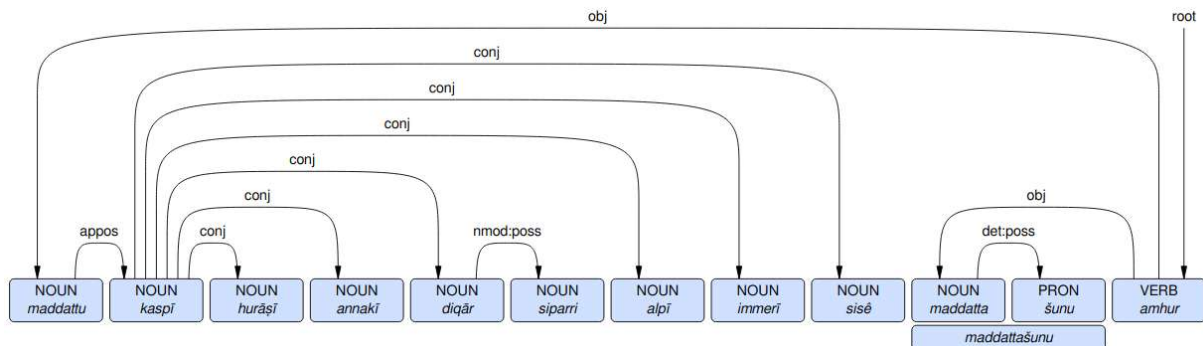 obj root
conj
conj
conj
conj
conj obj
appos conj nmod:poss det:poss
NOUN NOUN NOUN NOUN NOUN NOUN NOUN NOUN NOUN NOUN PRON VERB
maddattu kaspī hurāṣī annakī diqār siparri alpī immerī sisê maddatta šunu amhur
maddattašunu